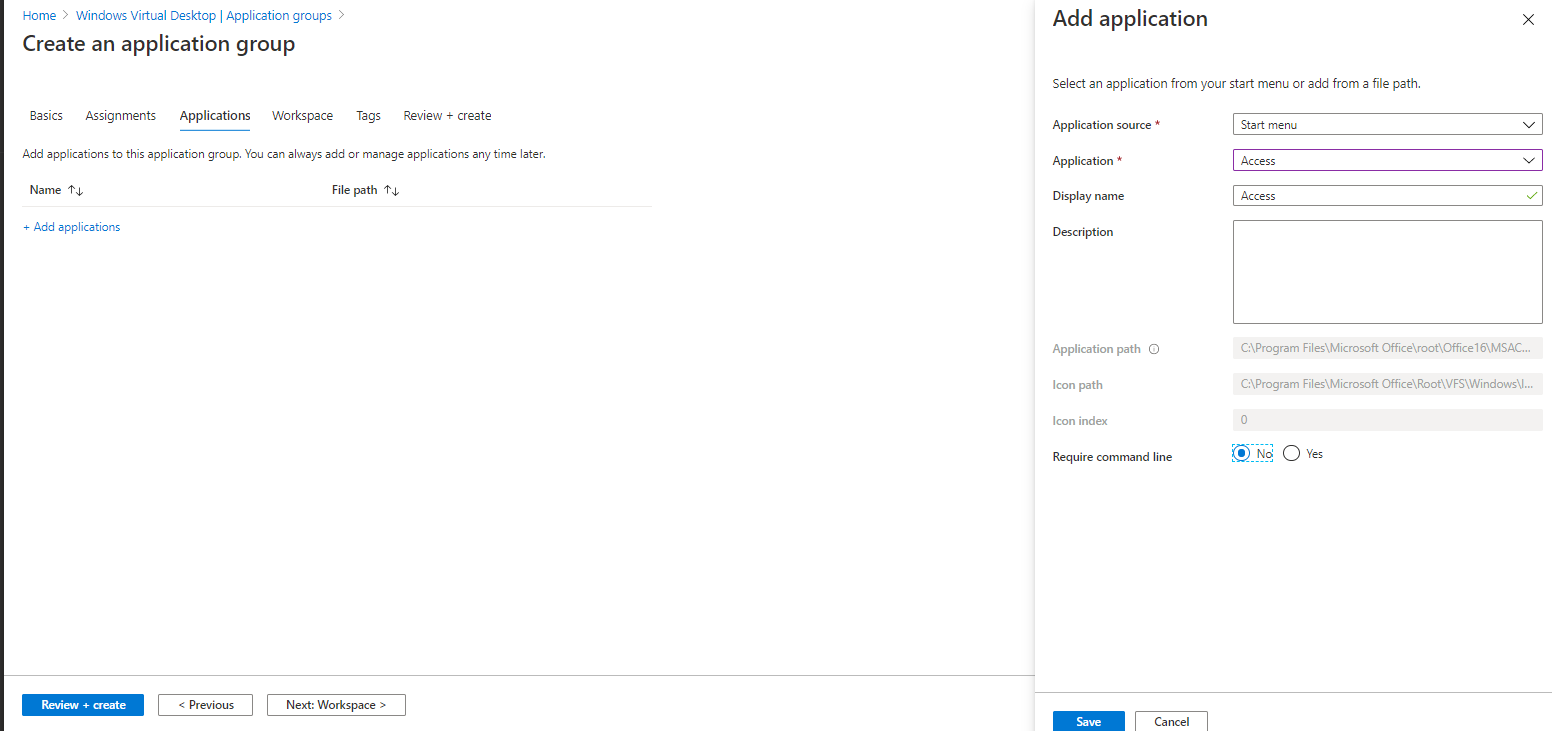 Home > Windows Virtual Desktop | Application groups >
Create an application group
Basics Assignments Applications Workspace Tags Review + create
Add applications to this application group. You can always add or manage applications any time later.
Name ↑↓ File path ↑↓
+ Add applications
Review + create < Previous Next: Workspace >
Add application
Select an application from your start menu or add from a file path.
Application source * Start menu
Application * Access
Display name Access
Description
Application path C:\Program Files\Microsoft Office\root\Office16\MSAC...
Icon path C:\Program Files\Microsoft Office\Root\VFS\Windows\I...
Icon index 0
Require command line No Yes
Save Cancel